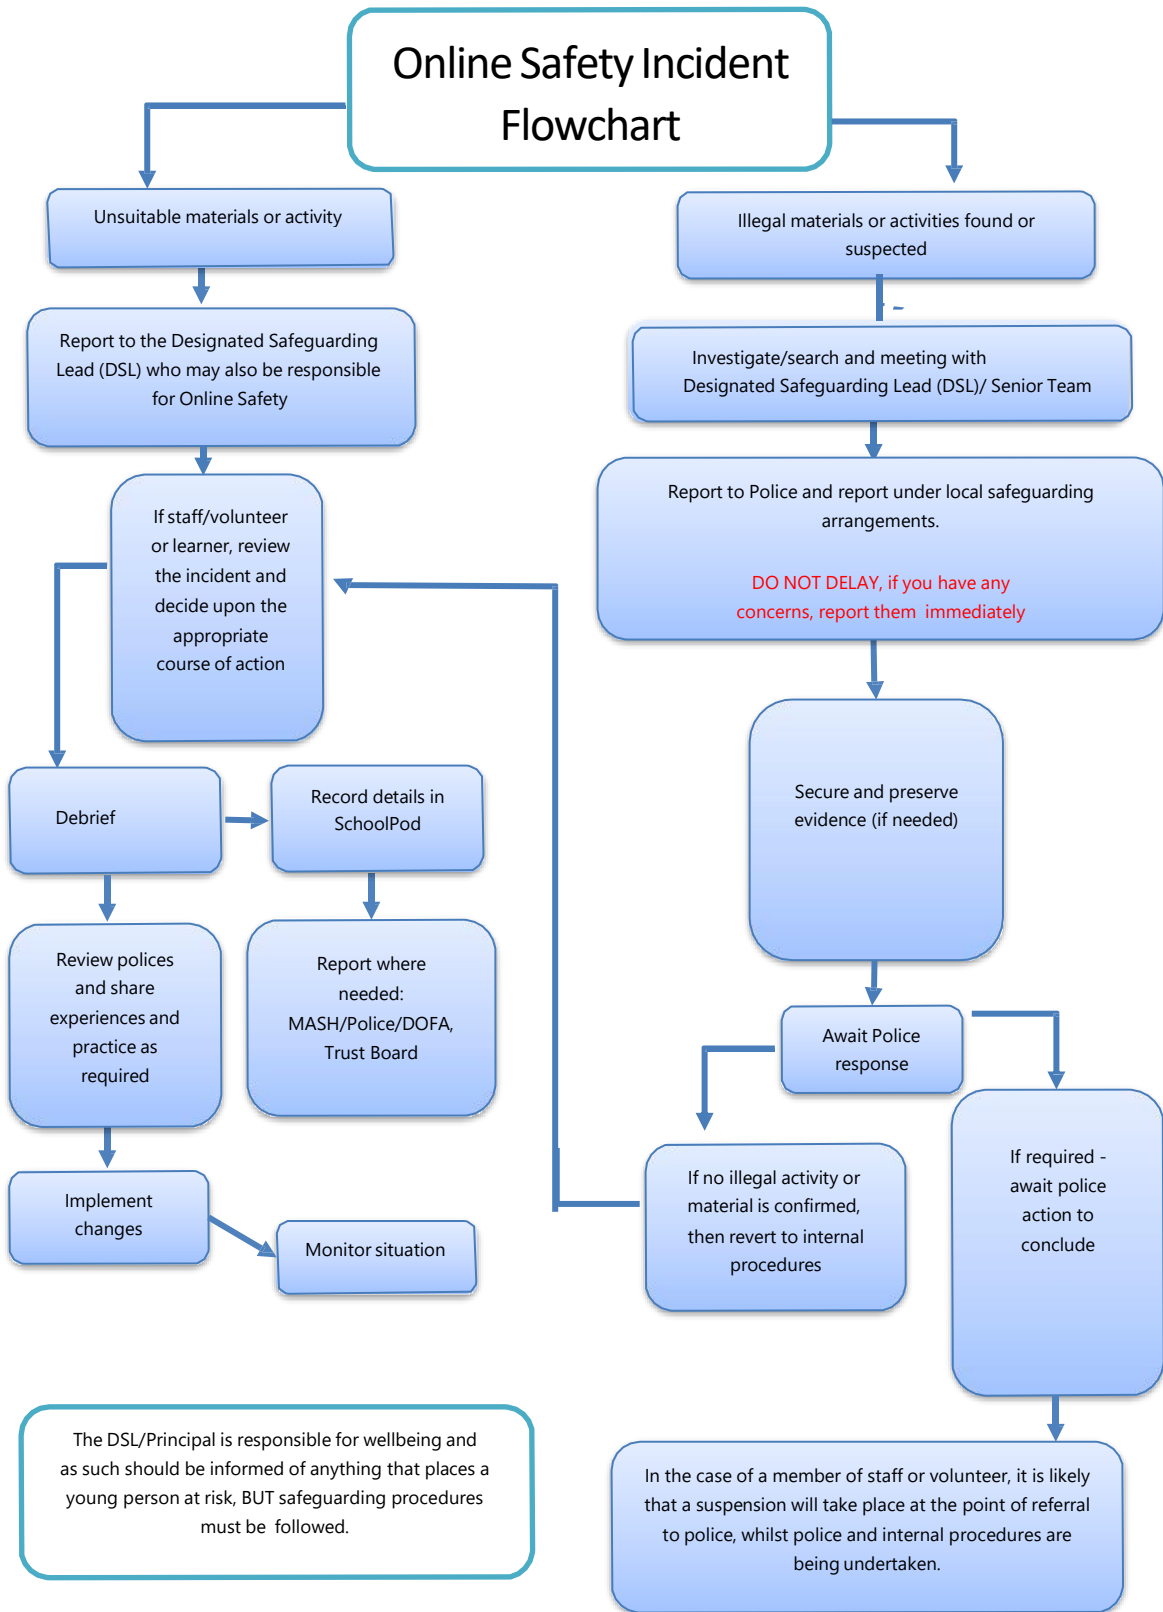 Online Safety Incident
Flowchart
Unsuitable materials or activity
Report to the Designated Safeguarding
Lead (DSL) who may also be responsible
for Online Safety
If staff/volunteer
or learner, review
the incident and
decide upon the
appropriate
course of action
Debrief
Record details in
SchoolPod
Review polices
and share
experiences and
practice as
required
Report where
needed:
MASH/Police/DOFA,
Trust Board
Implement
changes
Monitor situation
Illegal materials or activities found or
suspected
Investigate/search and meeting with
Designated Safeguarding Lead (DSL)/ Senior Team
Report to Police and report under local safeguarding
arrangements.
DO NOT DELAY, if you have any
concerns, report them immediately
Secure and preserve
evidence (if needed)
Await Police
response
If no illegal activity or
material is confirmed,
then revert to internal
procedures
If required -
await police
action to
conclude
In the case of a member of staff or volunteer, it is likely
that a suspension will take place at the point of referral
to police, whilst police and internal procedures are
being undertaken.
The DSL/Principal is responsible for wellbeing and
as such should be informed of anything that places a
young person at risk, BUT safeguarding procedures
must be followed.